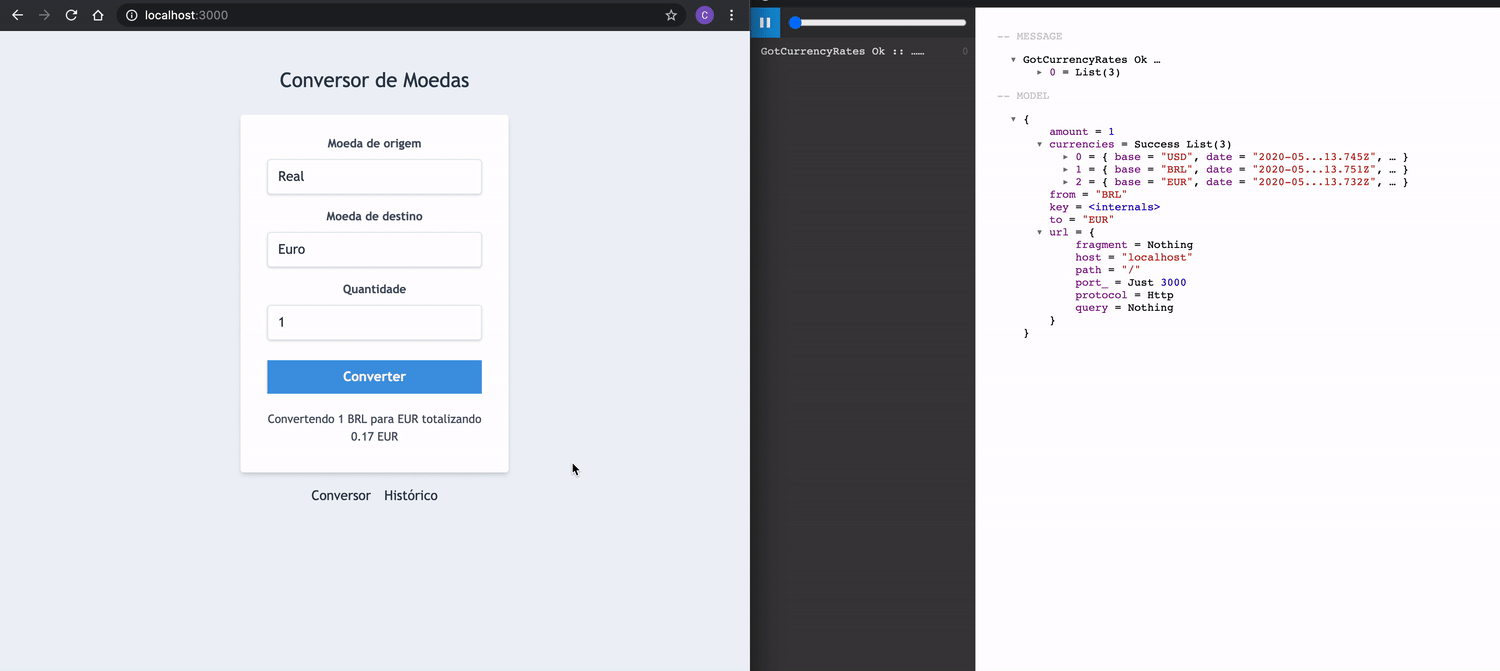 localhost:3000
C
Conversor de Moedas
Moeda de origem
Real
Moeda de destino
Euro
Quantidade
1
Converter
Convertendo 1 BRL para EUR totalizando
0.17 EUR
Conversor Histórico
GotCurrencyRates Ok :: …… 0
-- MESSAGE
▾ GotCurrencyRates Ok …
▸ 0 = List(3)
-- MODEL
▾ {
amount = 1
▾ currencies = Success List(3)
▸ 0 = { base = "USD", date = "2020-05...13.745Z", … }
▸ 1 = { base = "BRL", date = "2020-05...13.751Z", … }
▸ 2 = { base = "EUR", date = "2020-05...13.732Z", … }
from = "BRL"
key = <internals>
to = "EUR"
▾ url = {
fragment = Nothing
host = "localhost"
path = "/"
port_ = Just 3000
protocol = Http
query = Nothing
}
}